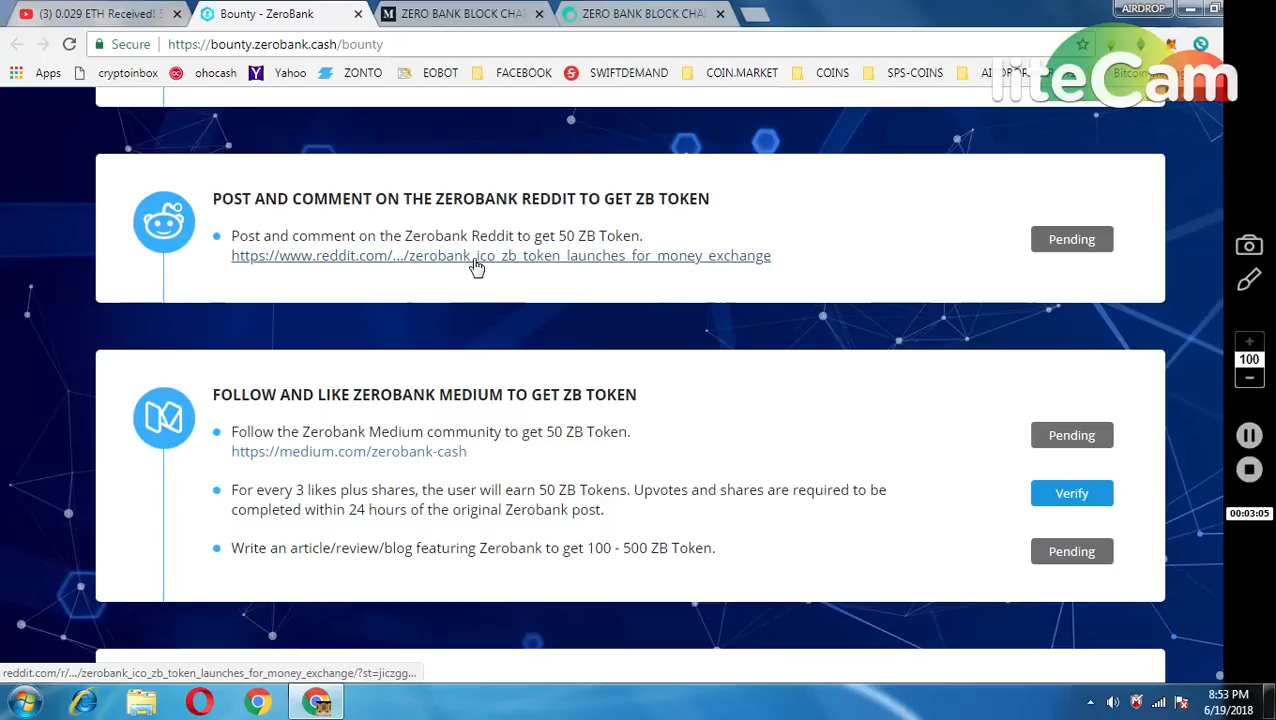 (3) 0.029 ETH Received! 5
Bounty - ZeroBank
ZERO BANK BLOCK CHA
ZERO BANK BLOCK CHA
AIRDROP
Secure
https://bounty.zerobank.cash/bounty
Apps
cryptoinbox
ohocash
Yahoo
ZONTO
EOBOT
FACEBOOK
SWIFTDEMAND
COIN.MARKET
COINS
SPS-COINS
liteCam
POST AND COMMENT ON THE ZEROBANK REDDIT TO GET ZB TOKEN
Post and comment on the Zerobank Reddit to get 50 ZB Token.
https://www.reddit.com/.../zerobank_ico_zb_token_launches_for_money_exchange
Pending
FOLLOW AND LIKE ZEROBANK MEDIUM TO GET ZB TOKEN
Follow the Zerobank Medium community to get 50 ZB Token.
https://medium.com/zerobank-cash
Pending
For every 3 likes plus shares, the user will earn 50 ZB Tokens. Upvotes and shares are required to be
completed within 24 hours of the original Zerobank post.
Verify
Write an article/review/blog featuring Zerobank to get 100 - 500 ZB Token.
Pending
100
00:03:05
reddit.com/r/.../zerobank_ico_zb_token_launches_for_money_exchange/?st=jiczgg...
8:53 PM
6/19/2018